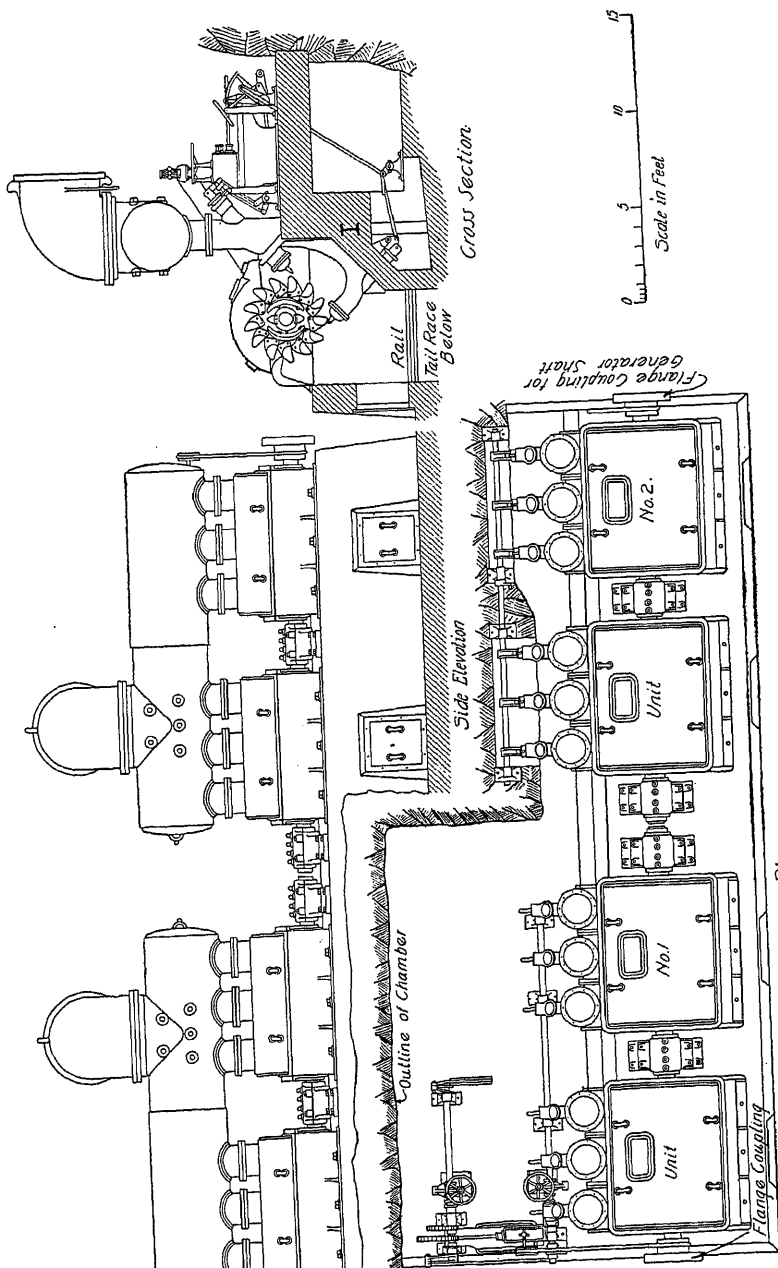 Cross Section.
Rail
Tail Race
Below
0 5 10 15
Scale in Feet
Side Elevation
Flange Coupling for
Generator Shaft
No. 2.
Unit
Outline of Chamber
No. 1
Unit
Flange Coupling